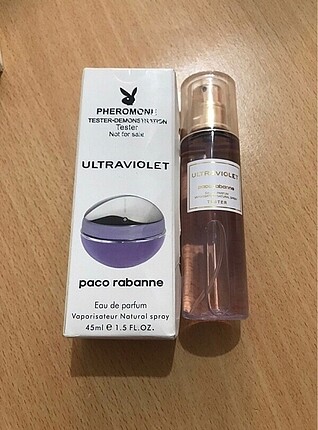 PHEROMONE
TESTER-DEMONSTRATION
Tester
Not for sale
ULTRAVIOLET
paco rabanne
Eau de parfum
Vaporisateur Natural spray
45ml e 1.5 FL.OZ.
ULTRAVIOLET
paco rabanne
TESTER